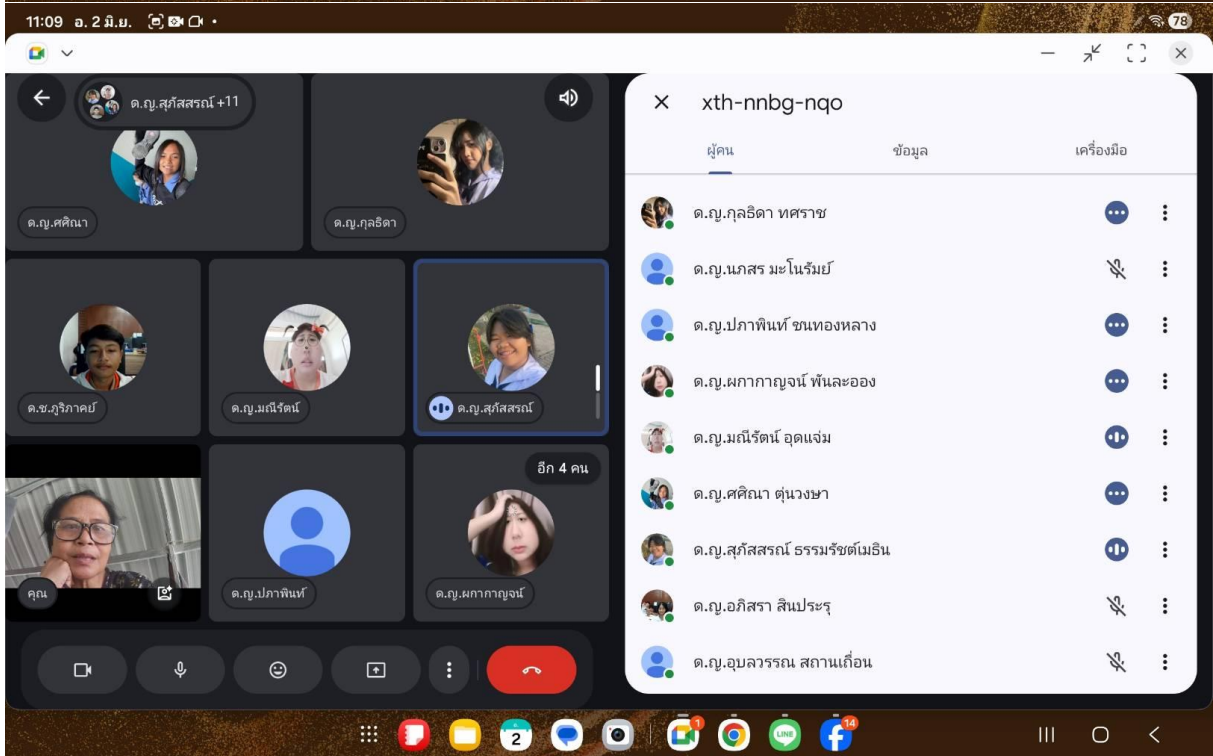 11:09 อ. 2 มิ.ย.
78
ด.ญ.สุภัสสรณ์ +11
ด.ญ.ศศิณา
ด.ญ.กุลธิดา
ด.ช.ภูริภาคย์
ด.ญ.มณีรัตน์
ด.ญ.สุภัสสรณ์
อีก 4 คน
คุณ
ด.ญ.ปภาพินท์
ด.ญ.ผกากาญจน์
xth-nnbg-nqo
ผู้คน ข้อมูล เครื่องมือ
ด.ญ.กุลธิดา ทศราช
ด.ญ.นภสร มะโนรัมย์
ด.ญ.ปภาพินท์ ชนทองหลาง
ด.ญ.ผกากาญจน์ พันละออง
ด.ญ.มณีรัตน์ อุดแจ่ม
ด.ญ.ศศิณา ตุ่นวงษา
ด.ญ.สุภัสสรณ์ ธรรมรัชต์เมธิน
ด.ญ.อภิสรา สินประรุ
ด.ญ.อุบลวรรณ สถานเถื่อน
2
1
LINE
14